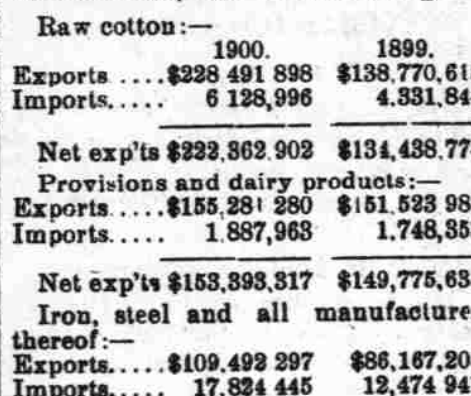 Raw cotton:—
1900. 1899.
Exports ....$228 491 898 $138,770,61
Imports..... 6 128,996 4.331,84
Net exp'ts $222,362.902 $134,438.77
Provisions and dairy products:—
Exports.....$155,281 280 $151.523 98
Imports..... 1.887,963 1.748,35
Net exp'ts $153,393,317 $149,775,63
Iron, steel and all manufacture
thereof:—
Exports.....$109.492 297 $86,167,20
Imports..... 17,824 445 12,474 94